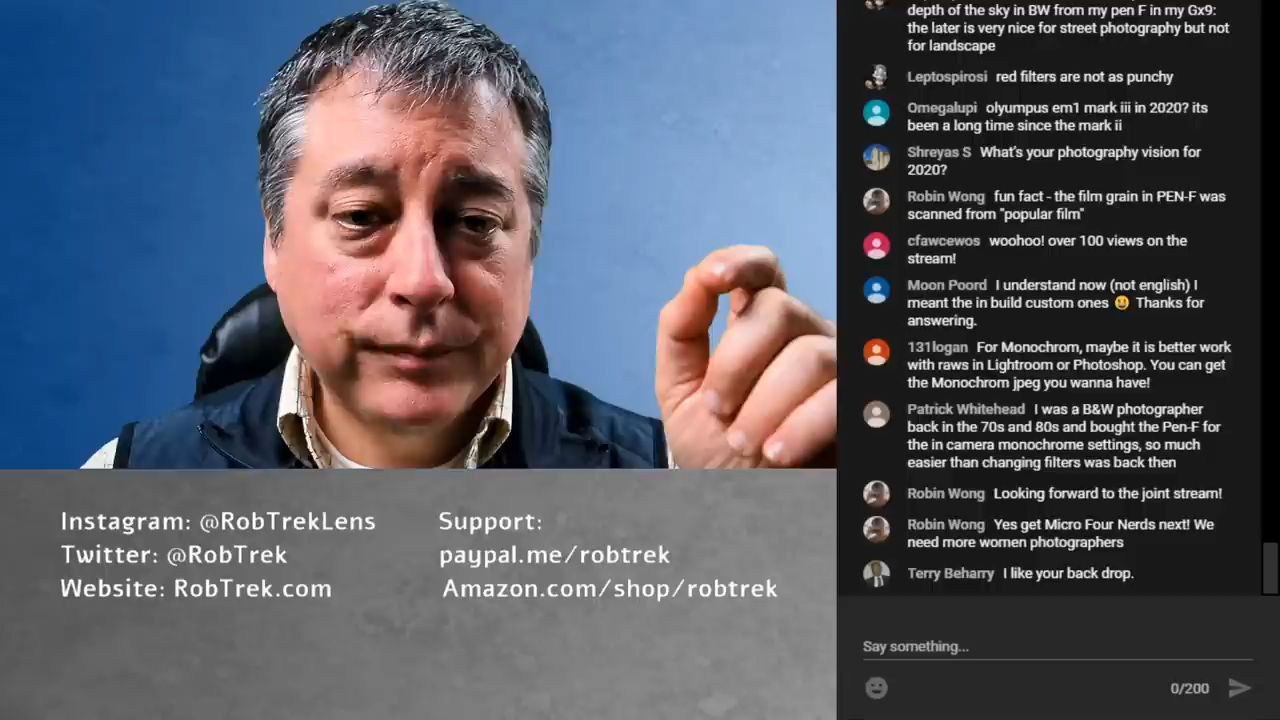 Instagram: @RobTrekLens
Twitter: @RobTrek
Website: RobTrek.com
Support:
paypal.me/robtrek
Amazon.com/shop/robtrek
depth of the sky in BW from my pen F in my Gx9:
the later is very nice for street photography but not
for landscape
Leptospirosi red filters are not as punchy
Omegalupi olyumpus em1 mark iii in 2020? its
been a long time since the mark ii
Shreyas S What's your photography vision for
2020?
Robin Wong fun fact - the film grain in PEN-F was
scanned from "popular film"
cfawcewos woohoo! over 100 views on the
stream!
Moon Poord I understand now (not english) I
meant the in build custom ones 😃 Thanks for
answering.
131logan For Monochrom, maybe it is better work
with raws in Lightroom or Photoshop. You can get
the Monochrom jpeg you wanna have!
Patrick Whitehead I was a B&W photographer
back in the 70s and 80s and bought the Pen-F for
the in camera monochrome settings, so much
easier than changing filters was back then
Robin Wong Looking forward to the joint stream!
Robin Wong Yes get Micro Four Nerds next! We
need more women photographers
Terry Beharry I like your back drop.
Say something...
0/200